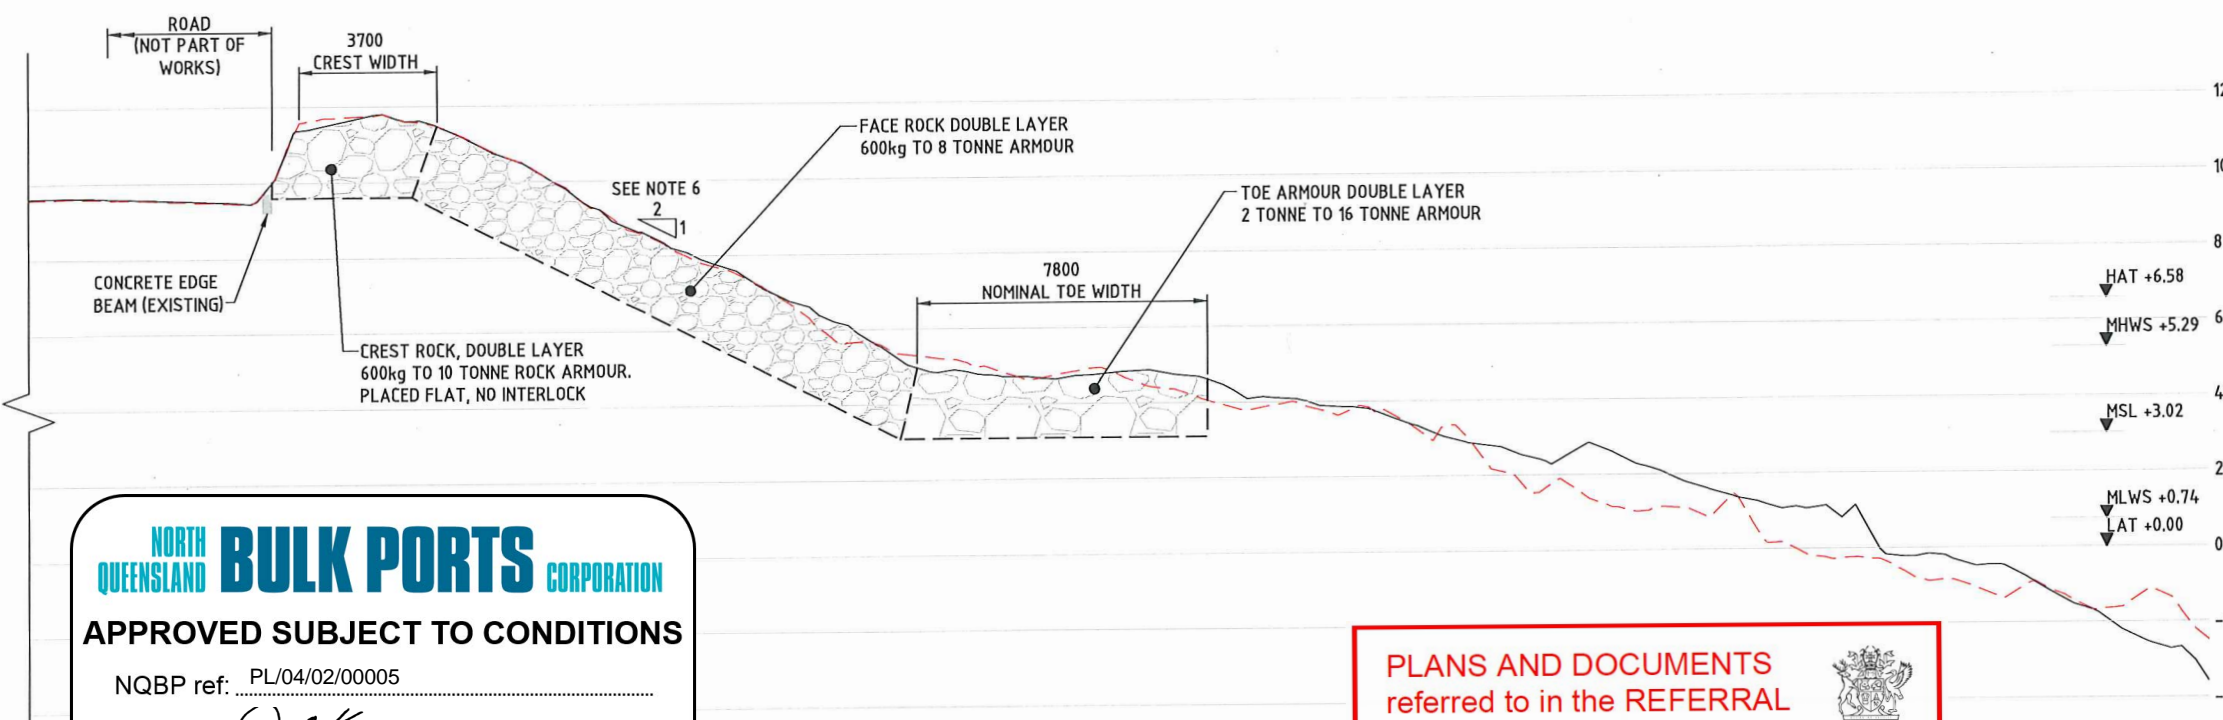 ROAD
(NOT PART OF
WORKS)
3700
CREST WIDTH
FACE ROCK DOUBLE LAYER
600kg TO 8 TONNE ARMOUR
SEE NOTE 6
2
1
TOE ARMOUR DOUBLE LAYER
2 TONNE TO 16 TONNE ARMOUR
7800
NOMINAL TOE WIDTH
CONCRETE EDGE
BEAM (EXISTING)
CREST ROCK, DOUBLE LAYER
600kg TO 10 TONNE ROCK ARMOUR.
PLACED FLAT, NO INTERLOCK
12
10
8
HAT +6.58
6
MHWS +5.29
4
MSL +3.02
2
MLWS +0.74
LAT +0.00
0
NORTH
QUEENSLAND
BULK PORTS
CORPORATION
APPROVED SUBJECT TO CONDITIONS
NQBP ref: PL/04/02/00005
PLANS AND DOCUMENTS
referred to in the REFERRAL